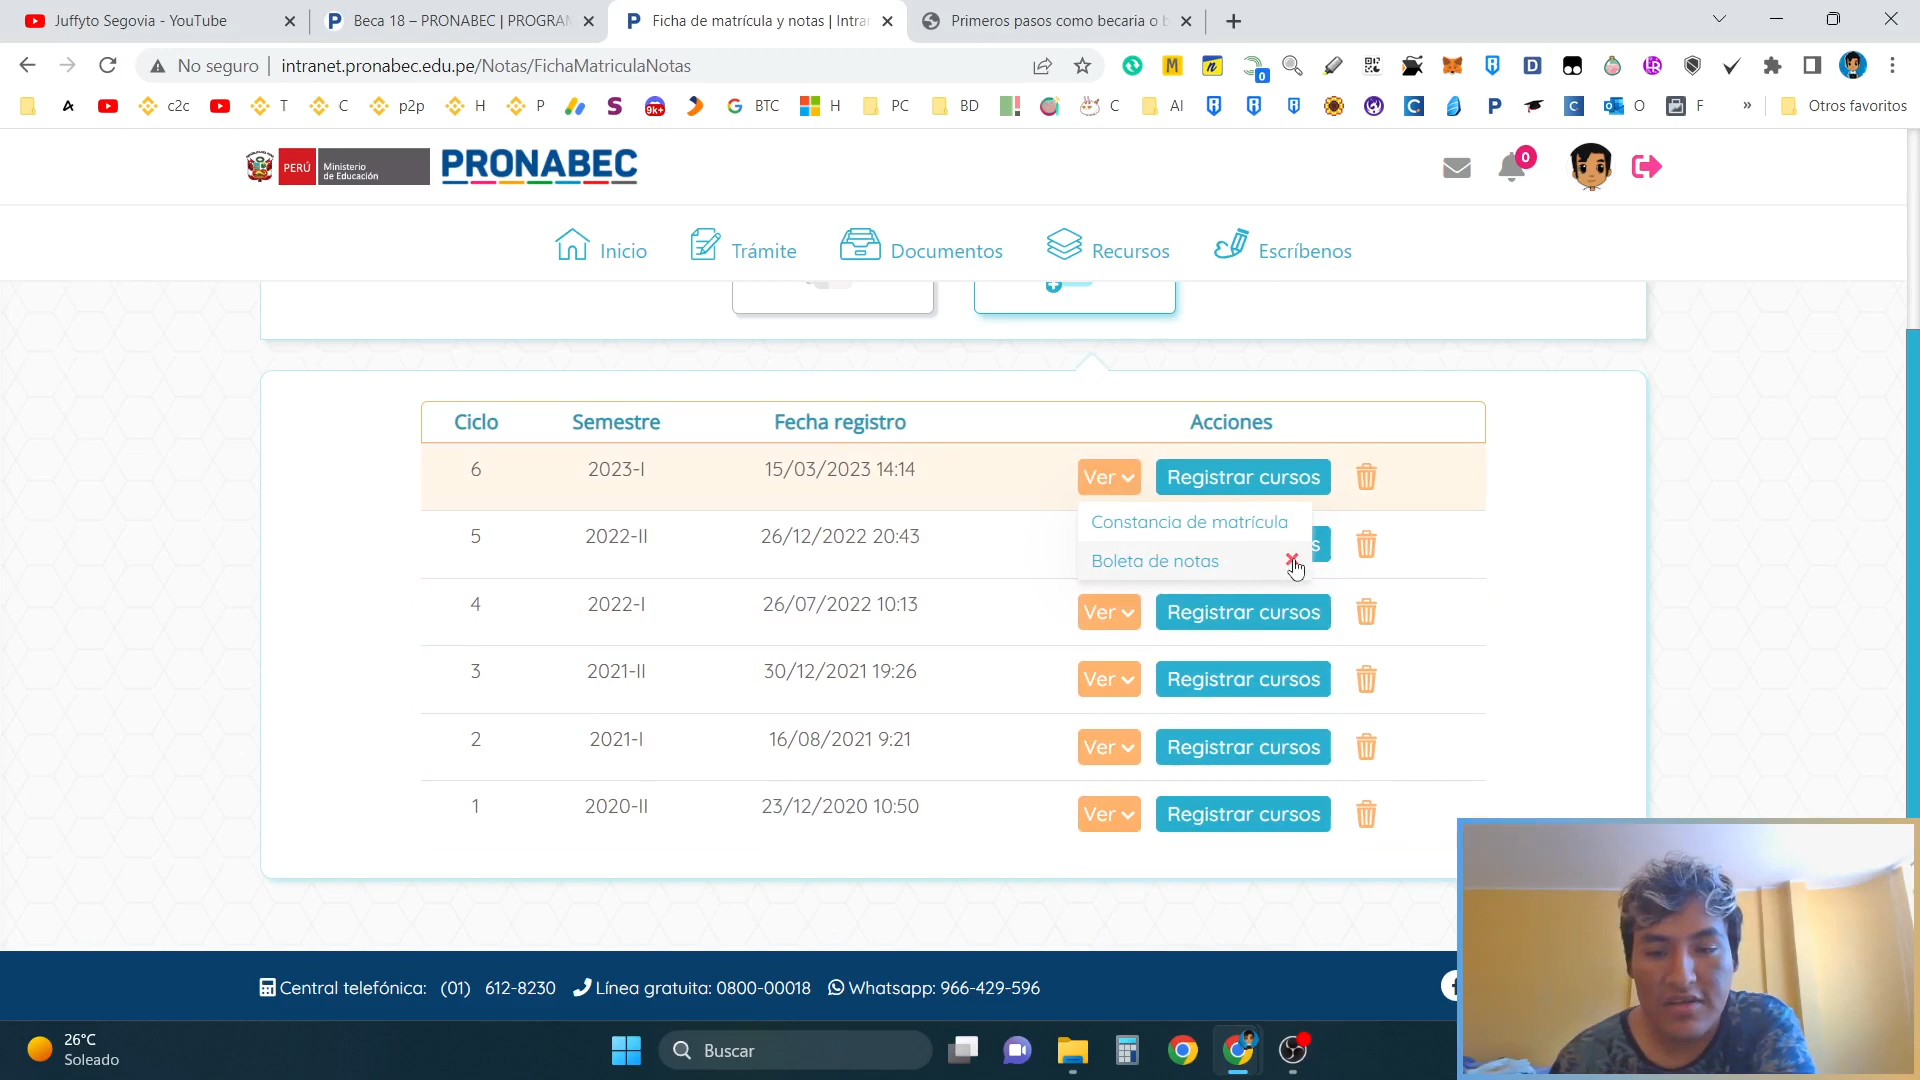 Juffyto Segovia - YouTube
Beca 18 – PRONABEC | PROGRAM
Ficha de matrícula y notas | Intra
Primeros pasos como becaria o b
No seguro
intranet.pronabec.edu.pe/Notas/FichaMatriculaNotas
c2c T C p2p H P 9k+ BTC H PC BD C AI O F » Otros favoritos
PERÚ Ministerio de Educación
PRONABEC
0
Inicio
Trámite
Documentos
Recursos
Escríbenos
Ciclo Semestre Fecha registro Acciones
6 2023-I 15/03/2023 14:14 Ver Registrar cursos
Constancia de matrícula
5 2022-II 26/12/2022 20:43 s
Boleta de notas
4 2022-I 26/07/2022 10:13 Ver Registrar cursos
3 2021-II 30/12/2021 19:26 Ver Registrar cursos
2 2021-I 16/08/2021 9:21 Ver Registrar cursos
1 2020-II 23/12/2020 10:50 Ver Registrar cursos
Central telefónica: (01) 612-8230 Línea gratuita: 0800-00018 Whatsapp: 966-429-596
26°C
Soleado
Buscar